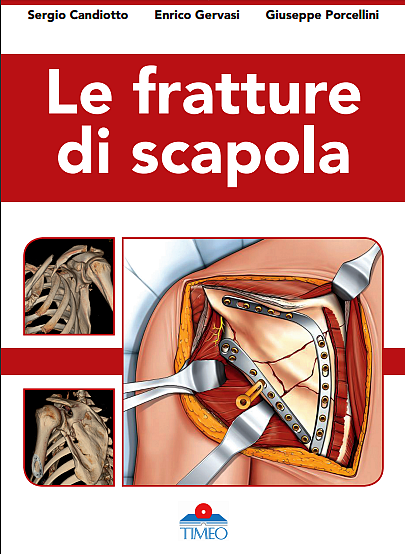 Sergio Candiotto Enrico Gervasi Giuseppe Porcellini
Le fratture
di scapola
TIMEO